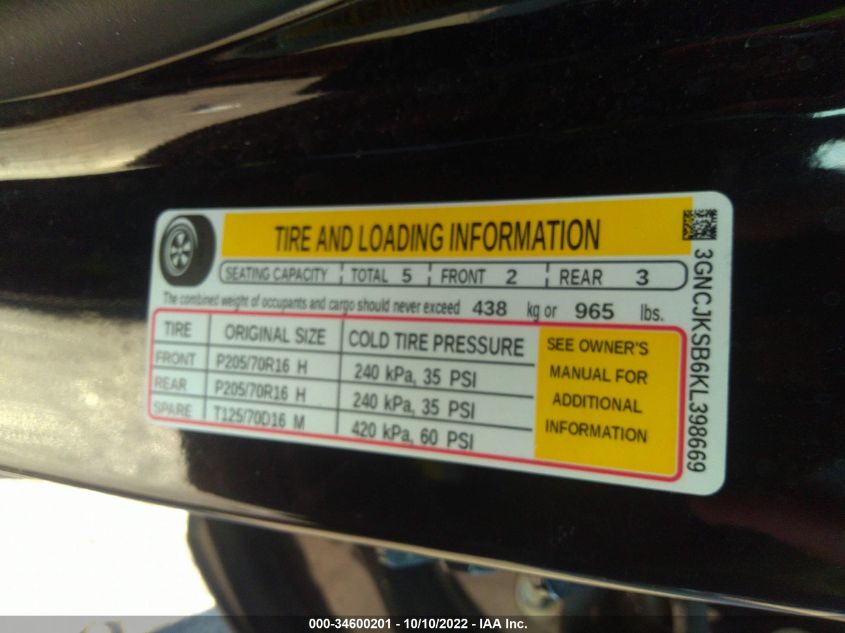 TIRE AND LOADING INFORMATION
SEATING CAPACITY TOTAL 5 FRONT 2 REAR 3
The combined weight of occupants and cargo should never exceed 438 kg or 965 lbs.
TIRE ORIGINAL SIZE COLD TIRE PRESSURE
FRONT P205/70R16 H 240 kPa, 35 PSI
REAR P205/70R16 H 240 kPa, 35 PSI
SPARE T125/70D16 M 420 kPa, 60 PSI
SEE OWNER'S
MANUAL FOR
ADDITIONAL
INFORMATION
3GNCJKSB6KL398669
000-34600201 - 10/10/2022 - IAA Inc.